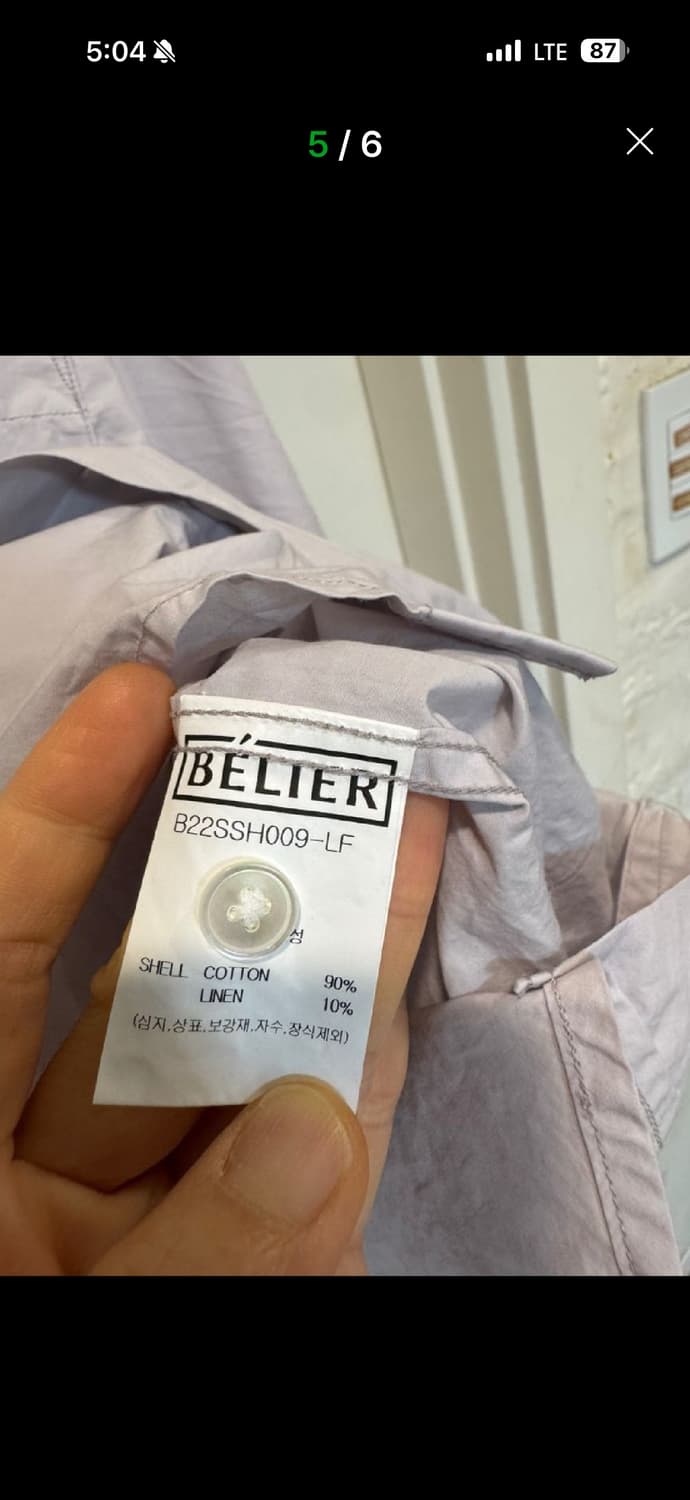 5:04
LTE
87
5 / 6
BÉLIER
B22SSH009-LF
성
SHELL COTTON 90%
LINEN 10%
(심지,상표,보강재,자수,장식제외)